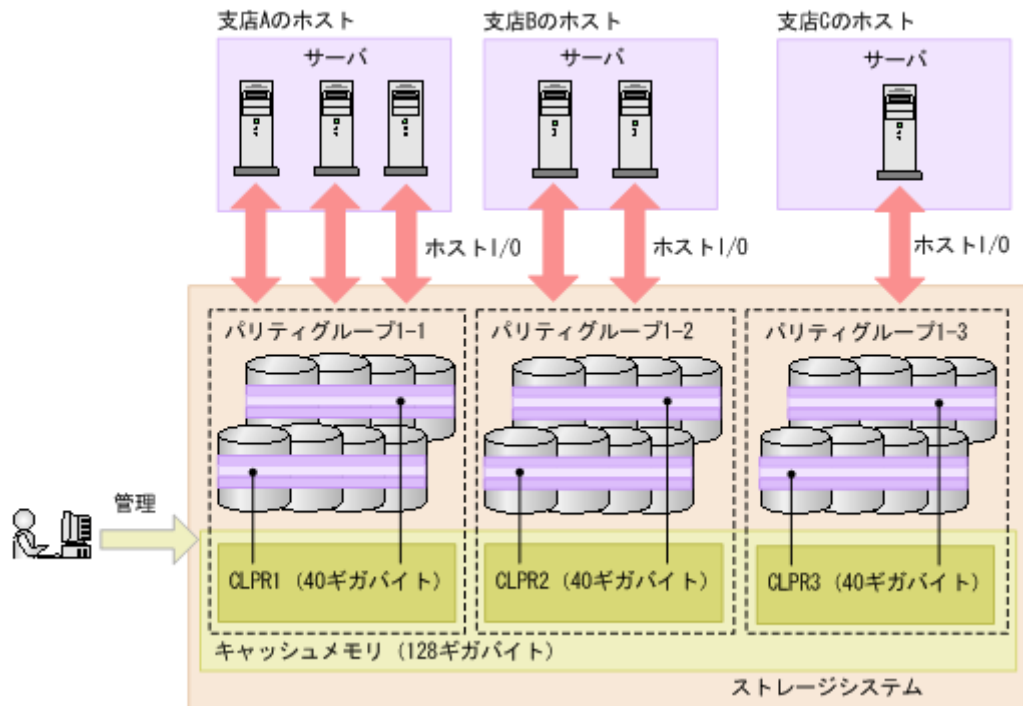 支店Aのホスト
支店Bのホスト
支店Cのホスト
サーバ
サーバ
サーバ
ホストI/O
ホストI/O
ホストI/O
パリティグループ1-1
パリティグループ1-2
パリティグループ1-3
管理
CLPR1 (40ギガバイト)
CLPR2 (40ギガバイト)
CLPR3 (40ギガバイト)
キャッシュメモリ (128ギガバイト)
ストレージシステム